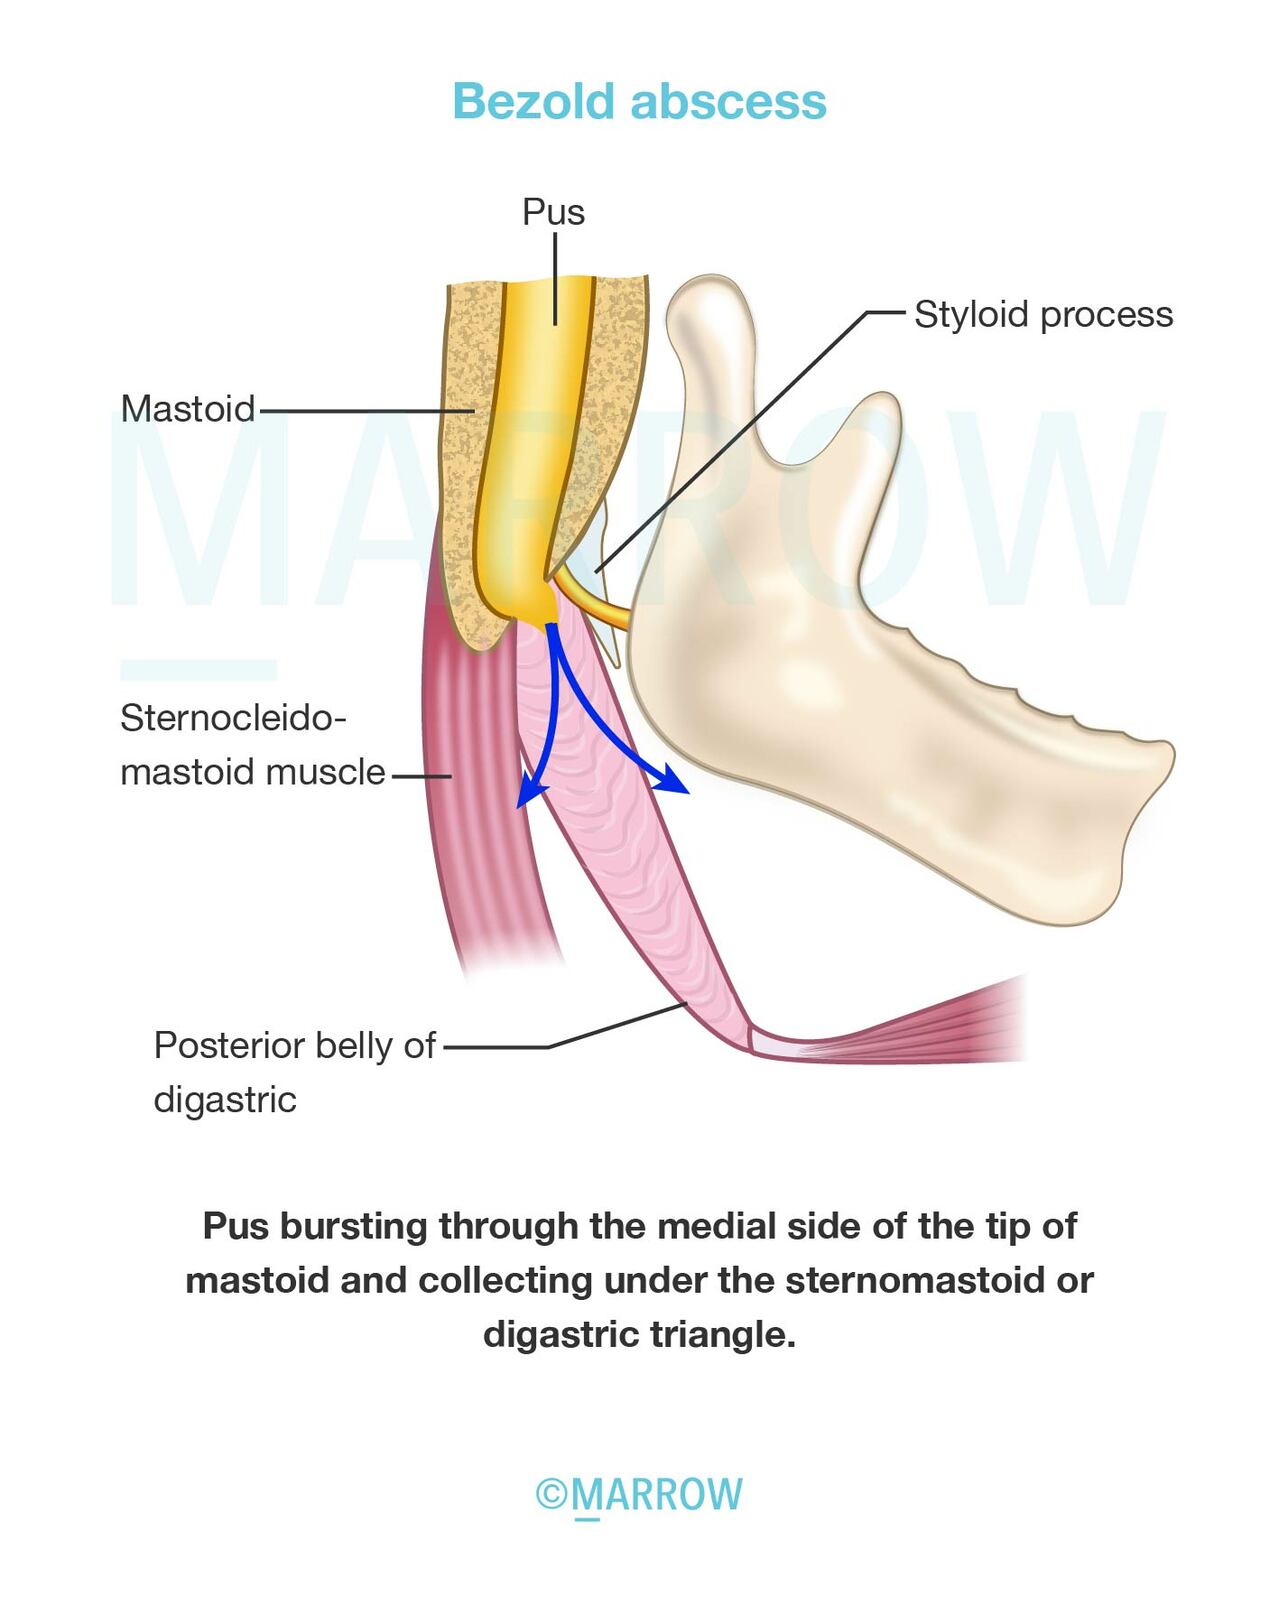 Bezold abscess
Pus
Styloid process
Mastoid
MARROW
Sternocleido-
mastoid muscle
Posterior belly of
digastric
Pus bursting through the medial side of the tip of
mastoid and collecting under the sternomastoid or
digastric triangle.
©MARROW